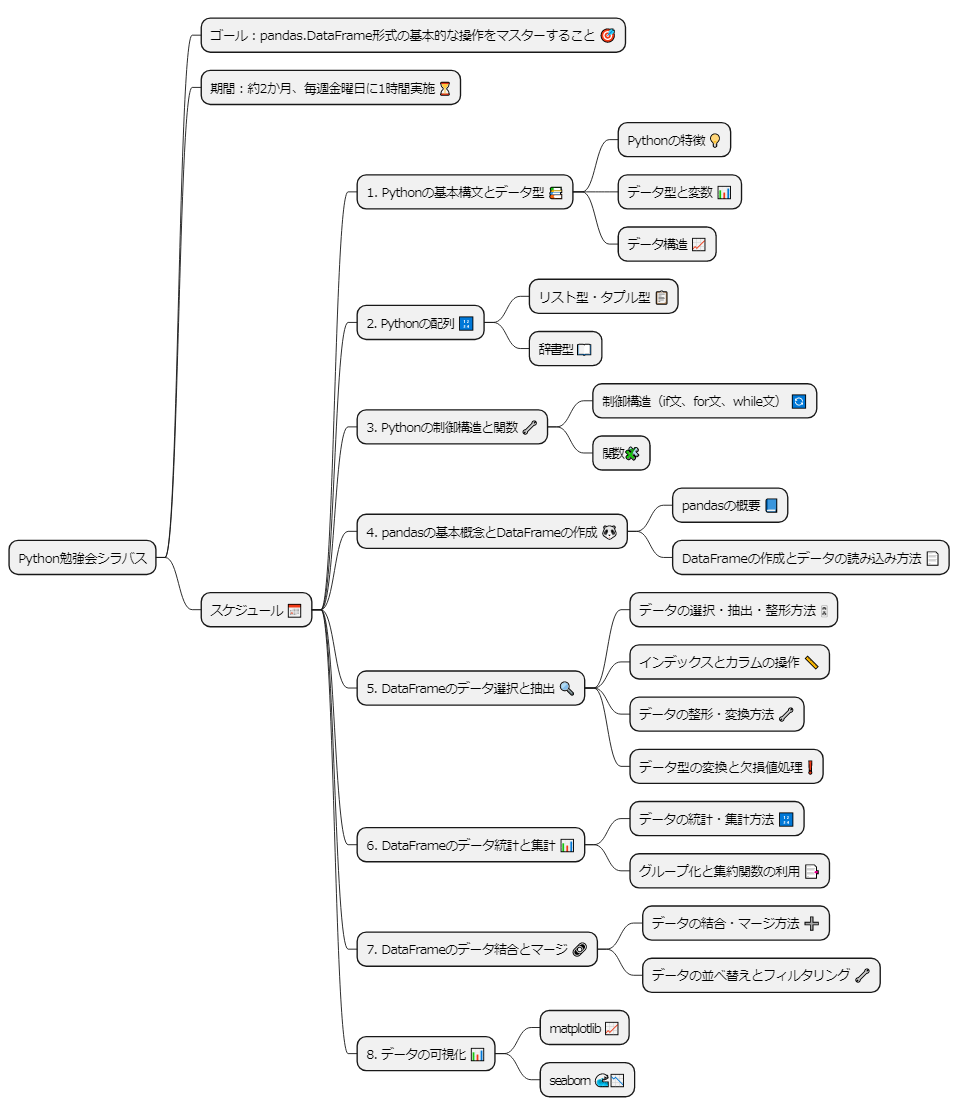 ゴール：pandas.DataFrame形式の基本的な操作をマスターすること 🎯
期間：約2か月、毎週金曜日に1時間実施 ⏳
Python勉強会シラバス
スケジュール 📅
1. Pythonの基本構文とデータ型 📚
Pythonの特徴 💡
データ型と変数 📊
データ構造 📈
2. Pythonの配列 🔢
リスト型・タプル型 📋
辞書型 📖
3. Pythonの制御構造と関数 🔧
制御構造（if文、for文、while文） 🔄
関数🧩
4. pandasの基本概念とDataFrameの作成 🐼
pandasの概要 📘
DataFrameの作成とデータの読み込み方法 📄
5. DataFrameのデータ選択と抽出 🔍
データの選択・抽出・整形方法
インデックスとカラムの操作 📏
データの整形・変換方法 🔧
データ型の変換と欠損値処理❗
6. DataFrameのデータ統計と集計 📊
データの統計・集計方法 🔢
グループ化と集約関数の利用 📑
7. DataFrameのデータ結合とマージ 🔗
データの結合・マージ方法 ➕
データの並べ替えとフィルタリング 🔧
8. データの可視化 📊
matplotlib 📈
seaborn 🌊📉